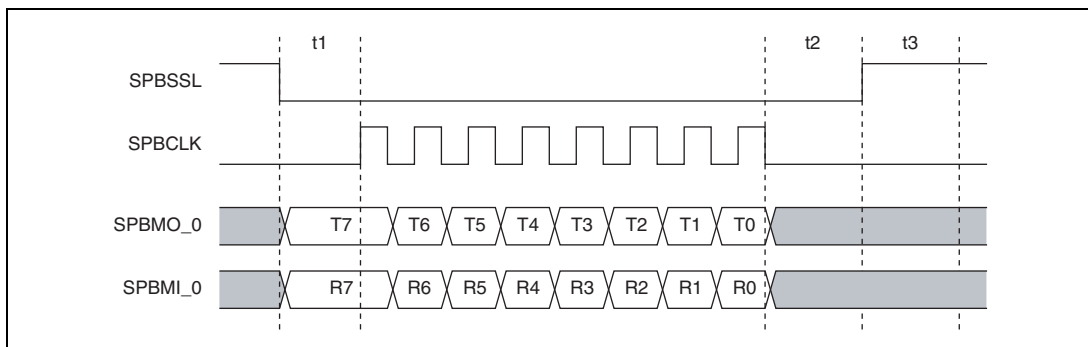 t1 t2 t3
SPBSSL
SPBCLK
SPBMO_0 T7 T6 T5 T4 T3 T2 T1 T0
SPBMI_0 R7 R6 R5 R4 R3 R2 R1 R0